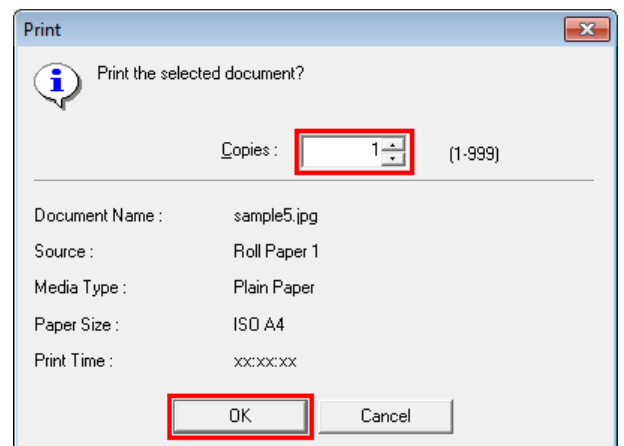 Print
Print the selected document?
Copies : 1 (1-999)
Document Name : sample5.jpg
Source : Roll Paper 1
Media Type : Plain Paper
Paper Size : ISO A4
Print Time : xx:xx:xx
OK Cancel